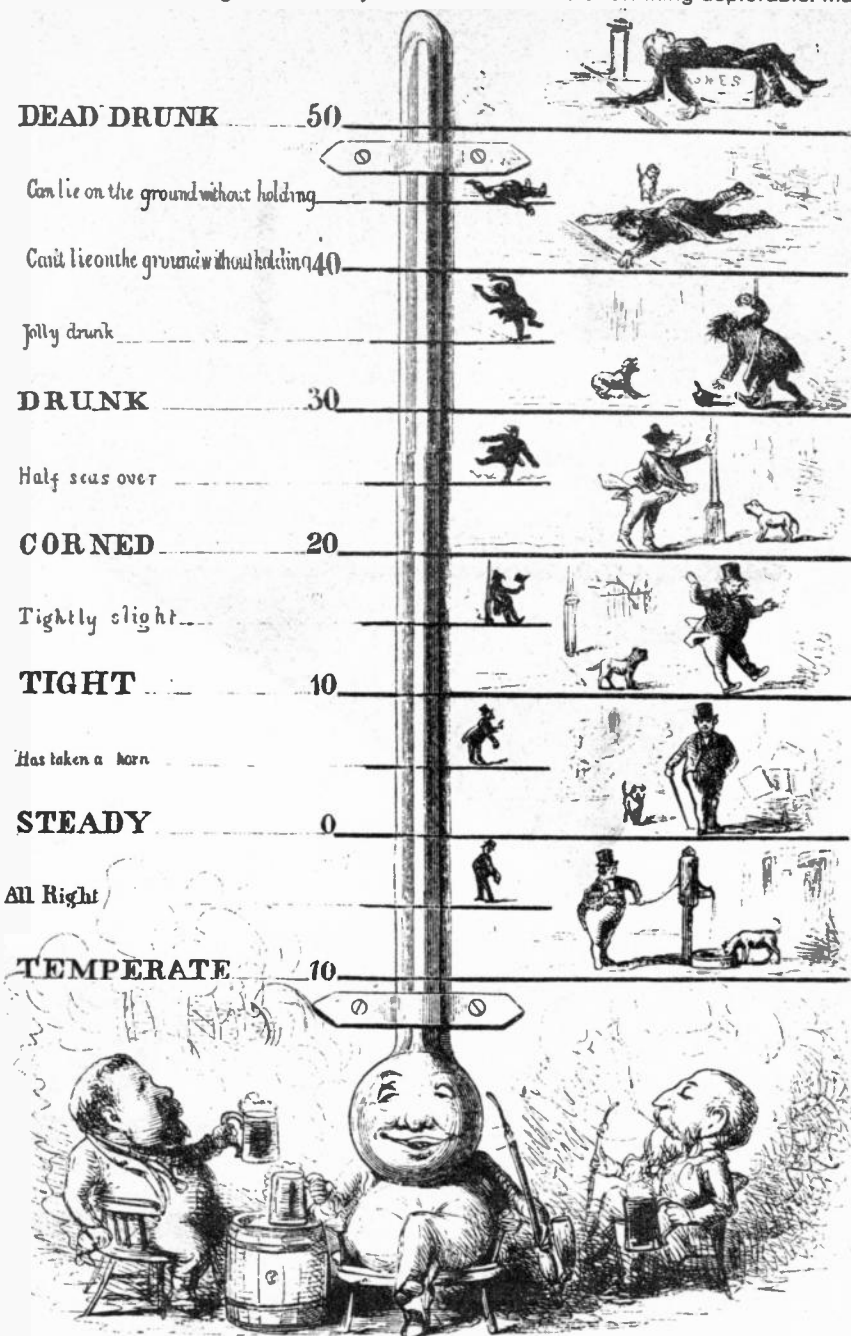 DEAD DRUNK 50
Can lie on the ground without holding
Can't lie on the ground without holding 40
Jolly drunk
DRUNK 30
Half seas over
CORNED 20
Tightly slight
TIGHT 10
Has taken a horn
STEADY 0
All Right
TEMPERATE 10